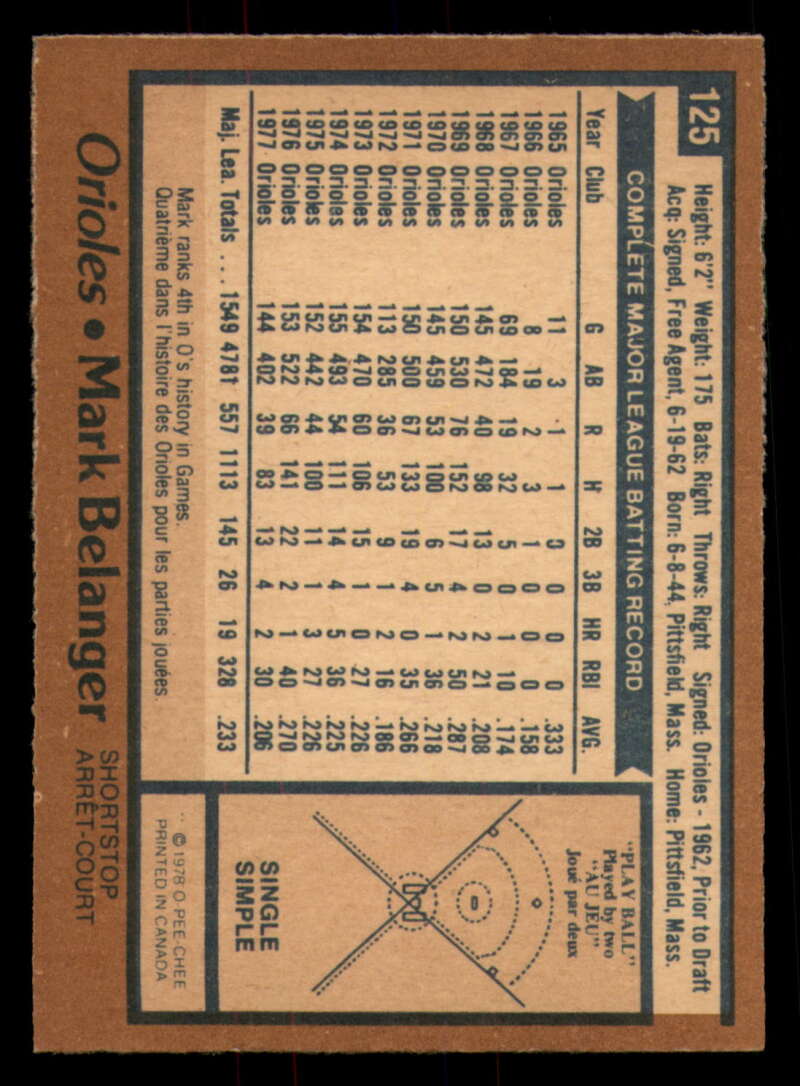 125
Height: 6'2" Weight: 175 Bats: Right Throws: Right Signed: Orioles - 1962, Prior to Draft
Acq: Signed, Free Agent, 6-19-62 Born: 6-8-44, Pittsfield, Mass. Home: Pittsfield, Mass.
COMPLETE MAJOR LEAGUE BATTING RECORD
Year Club G AB R H 2B 3B HR RBI AVG.
1965 Orioles 11 3 1 1 0 0 0 0 .333
1966 Orioles 8 19 2 3 1 0 0 0 .158
1967 Orioles 69 184 19 32 5 0 1 10 .174
1968 Orioles 145 472 40 98 13 0 2 21 .208
1969 Orioles 150 530 76 152 17 4 2 50 .287
1970 Orioles 145 459 53 100 6 5 1 36 .218
1971 Orioles 150 500 67 133 19 4 0 35 .266
1972 Orioles 113 285 36 53 9 1 2 16 .186
1973 Orioles 154 470 60 106 15 1 0 27 .226
1974 Orioles 155 493 54 111 14 4 5 36 .225
1975 Orioles 152 442 44 100 11 1 3 27 .226
1976 Orioles 153 522 66 141 22 2 1 40 .270
1977 Orioles 144 402 39 83 13 4 2 30 .206
Maj. Lea. Totals ... 1549 4781 557 1113 145 26 19 328 .233
Mark ranks 4th in O's history in Games.
Quatrième dans l'histoire des Orioles pour les parties jouées.
"PLAY BALL"
Played by two
"AU JEU"
Joué par deux
SINGLE
SIMPLE
© 1978 O-PEE-CHEE
PRINTED IN CANADA
Orioles • Mark Belanger
SHORTSTOP
ARRÊT-COURT